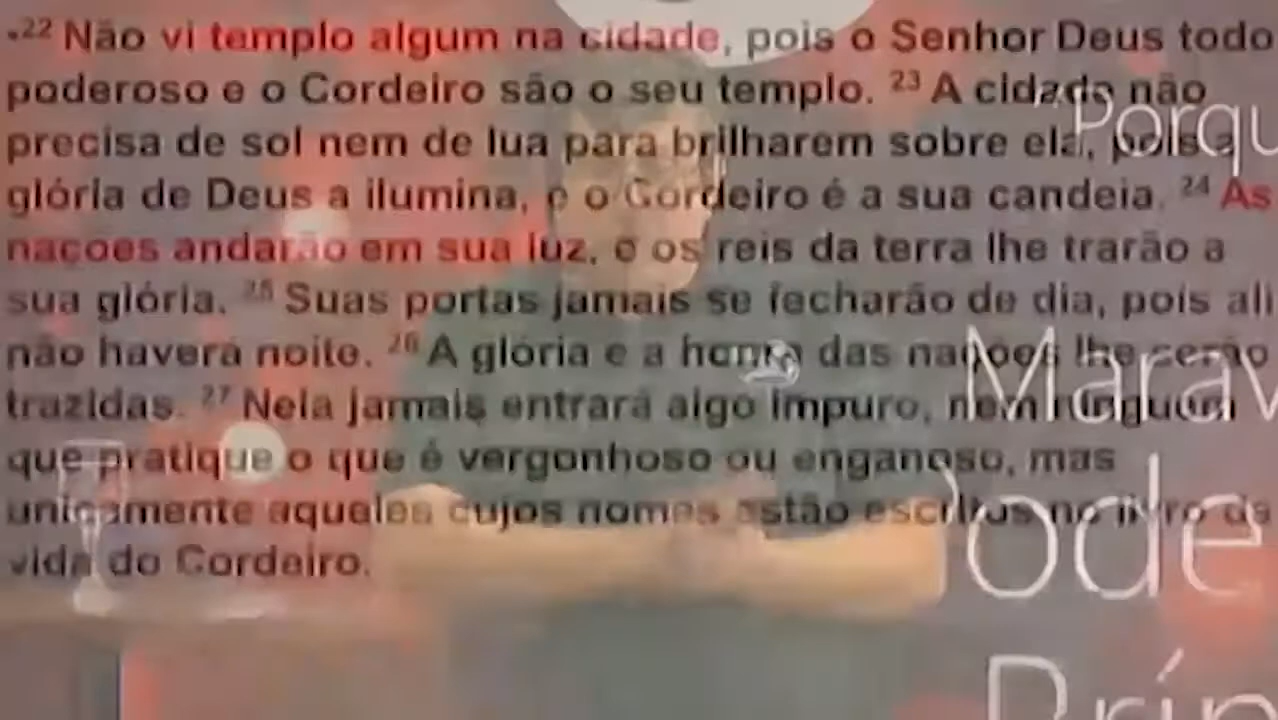 ²² Não vi templo algum na cidade, pois o Senhor Deus todo
poderoso e o Cordeiro são o seu templo. ²³ A cidade não
precisa de sol nem de lua para brilharem sobre ela, pois a
glória de Deus a ilumina, e o Cordeiro é a sua candeia. ²⁴ As
nações andarão em sua luz, e os reis da terra lhe trarão a
sua glória. ²⁵ Suas portas jamais se fecharão de dia, pois ali
não haverá noite. ²⁶ A glória e a honra das nações lhe serão
trazidas. ²⁷ Nela jamais entrará algo impuro, nem ninguém
que pratique o que é vergonhoso ou enganoso, mas
unicamente aqueles cujos nomes estão escritos no livro da
vida do Cordeiro.
"Porqu
Marav
ode
Prín